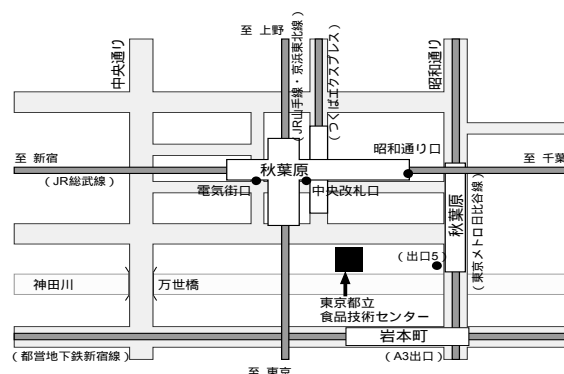 至 上野
中央通り
(JR山手線・京浜東北線)
(つくばエクスプレス)
昭和通り
昭和通り口
至 新宿
至 千葉
(JR総武線)
秋葉原
電気街口
中央改札口
秋葉原
(東京メトロ日比谷線)
(出口5)
神田川
万世橋
東京都立
食品技術センター
岩本町
(都営地下鉄新宿線)
(A3出口)
至 東京